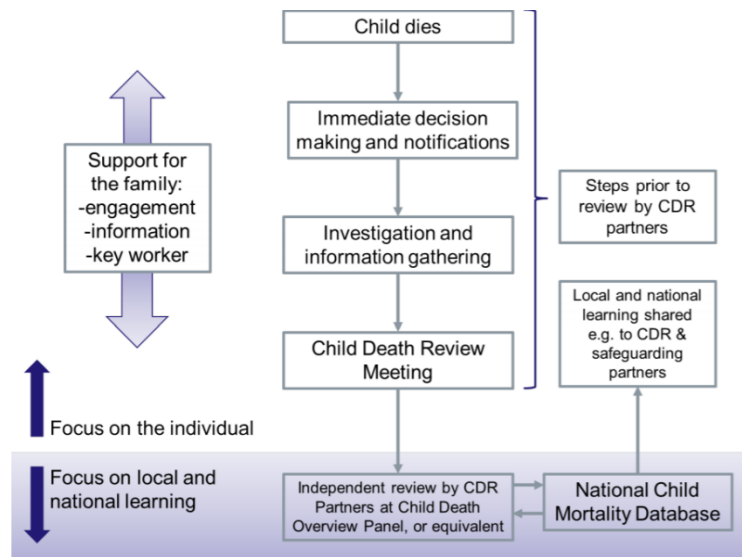 Child dies
Immediate decision
making and notifications
Support for
the family:
-engagement
-information
-key worker
Steps prior to
review by CDR
partners
Investigation and
information gathering
Local and national
learning shared
e.g. to CDR &
safeguarding
partners
Child Death Review
Meeting
Focus on the individual
Focus on local and
national learning
Independent review by CDR
Partners at Child Death
Overview Panel, or equivalent
National Child
Mortality Database